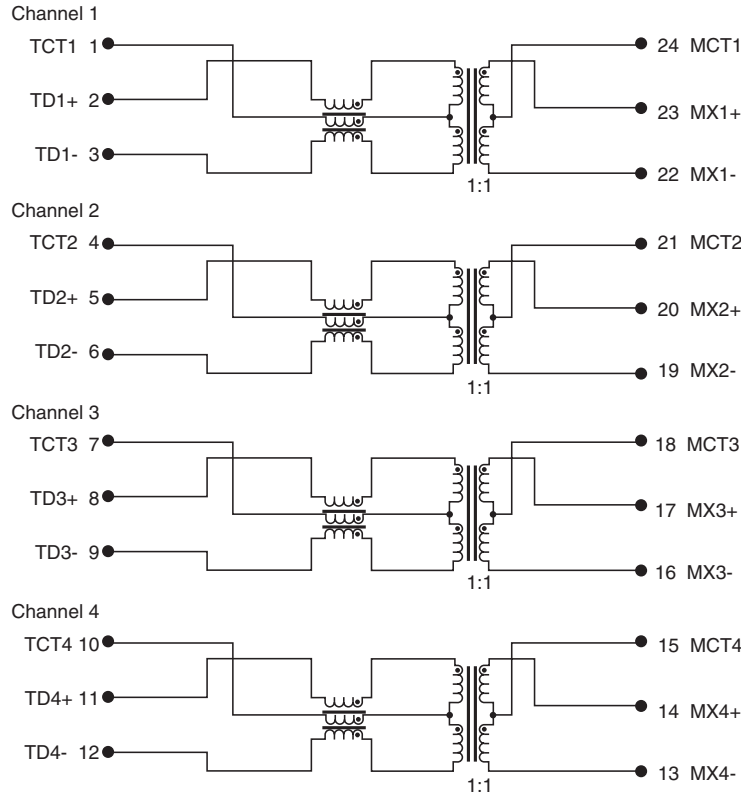 Channel 1
TCT1 1
24 MCT1
TD1+ 2
23 MX1+
TD1- 3
22 MX1-
1:1
Channel 2
TCT2 4
21 MCT2
TD2+ 5
20 MX2+
TD2- 6
19 MX2-
1:1
Channel 3
TCT3 7
18 MCT3
TD3+ 8
17 MX3+
TD3- 9
16 MX3-
1:1
Channel 4
TCT4 10
15 MCT4
TD4+ 11
14 MX4+
TD4- 12
13 MX4-
1:1